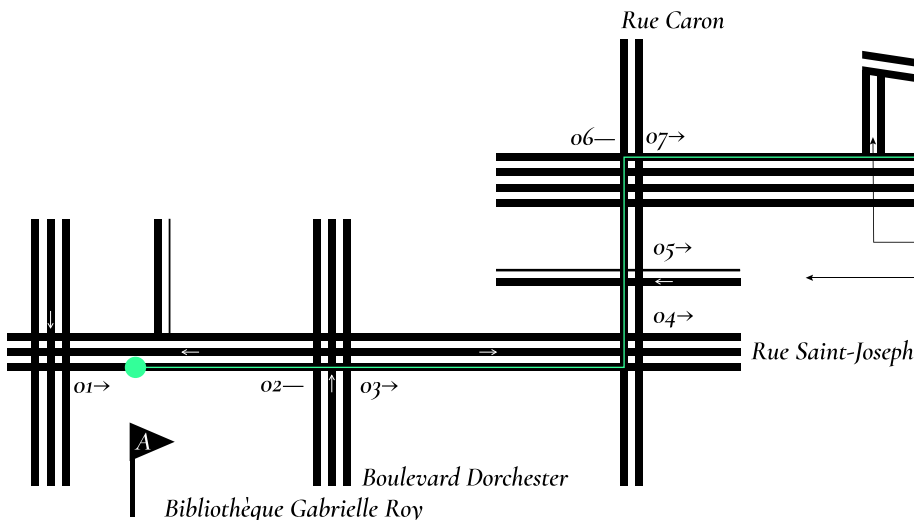 Rue Caron
06—
07→
05→
04→
Rue Saint-Joseph
01→
02—
03→
A
Boulevard Dorchester
Bibliothèque Gabrielle Roy